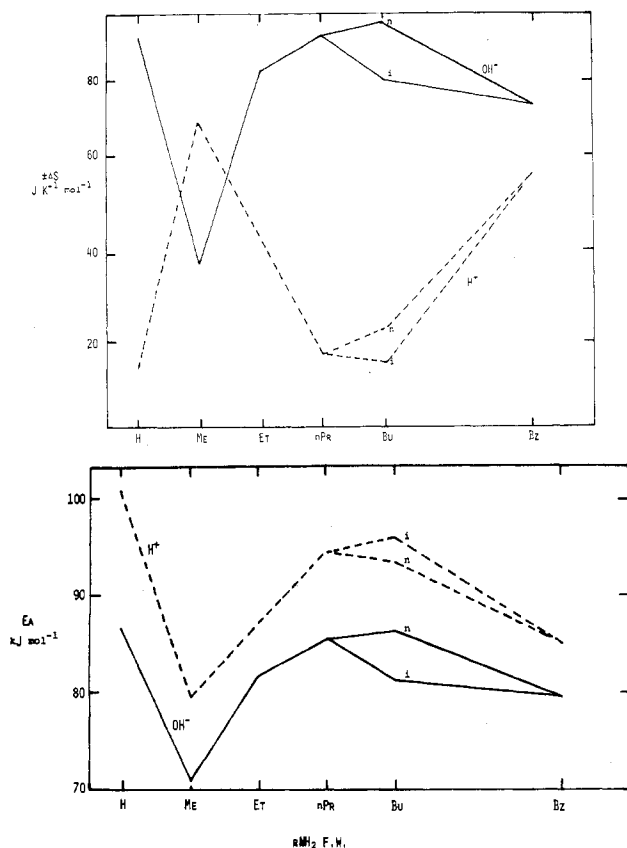 n
OH⁻
i
80
±ΔS
J K⁺¹ mol⁻¹
60
40
H⁺
n
i
20
H ME ET nPR BU BZ
100
H⁺
i
n
EA
kJ mol⁻¹
90
n
i
80
OH⁻
70
H ME ET nPR BU BZ
RNH₂ F.W.